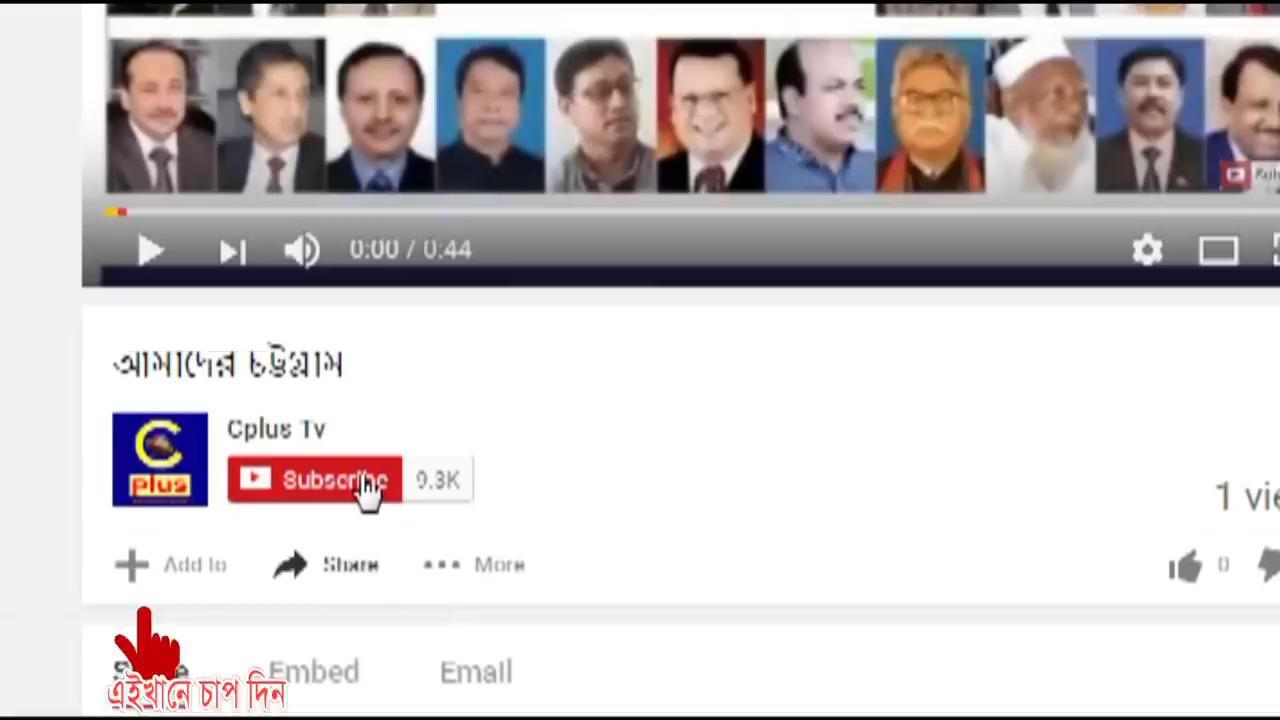 0:00 / 0:44
আমাদের চট্টগ্রাম
C
plus
Cplus Tv
Subscribe 9.3K
1
Add to Share More
0
Embed Email
এইখানে চাপ দিন